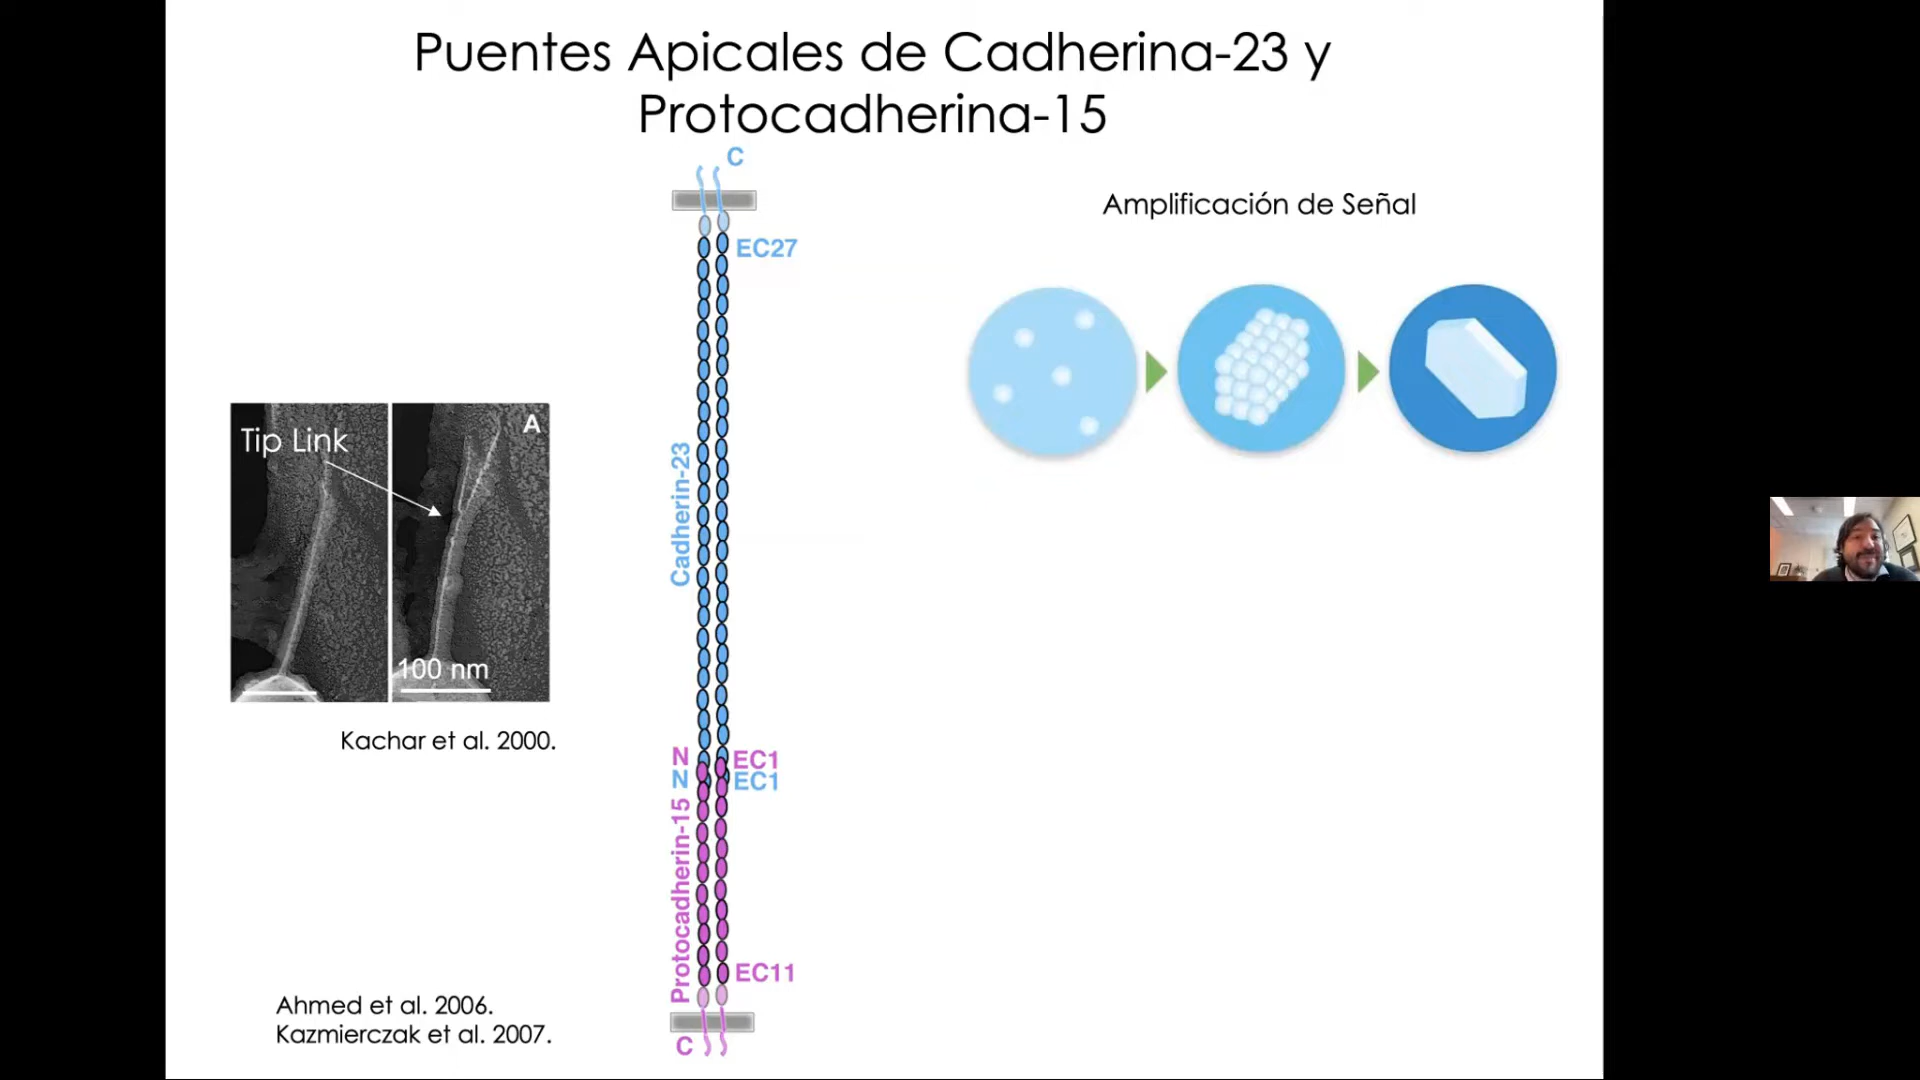 Puentes Apicales de Cadherina-23 y
Protocadherina-15
C
EC27
Amplificación de Señal
Cadherin-23
Tip Link
A
100 nm
Kachar et al. 2000.
N
EC1
N
EC1
Protocadherin-15
EC11
C
Ahmed et al. 2006.
Kazmierczak et al. 2007.